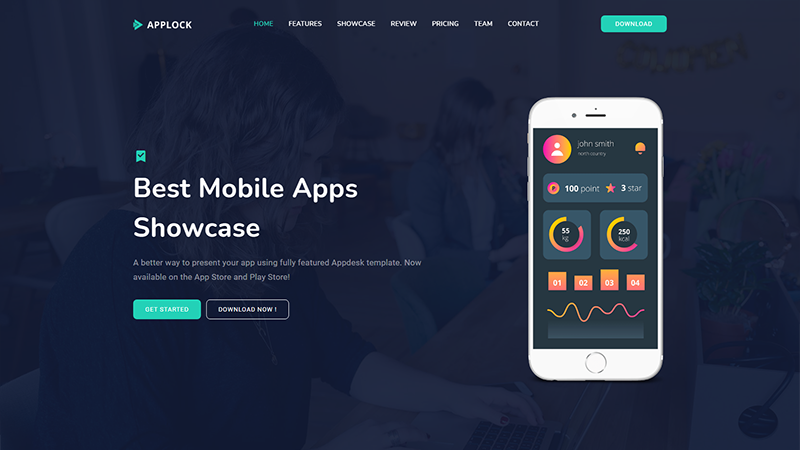 APPLOCK
HOME FEATURES SHOWCASE REVIEW PRICING TEAM CONTACT
DOWNLOAD
Best Mobile Apps
Showcase
A better way to present your app using fully featured Appdesk template. Now
available on the App Store and Play Store!
GET STARTED
DOWNLOAD NOW !
john smith
north country
100 point
3 star
55
kg
250
kcal
01 02 03 04